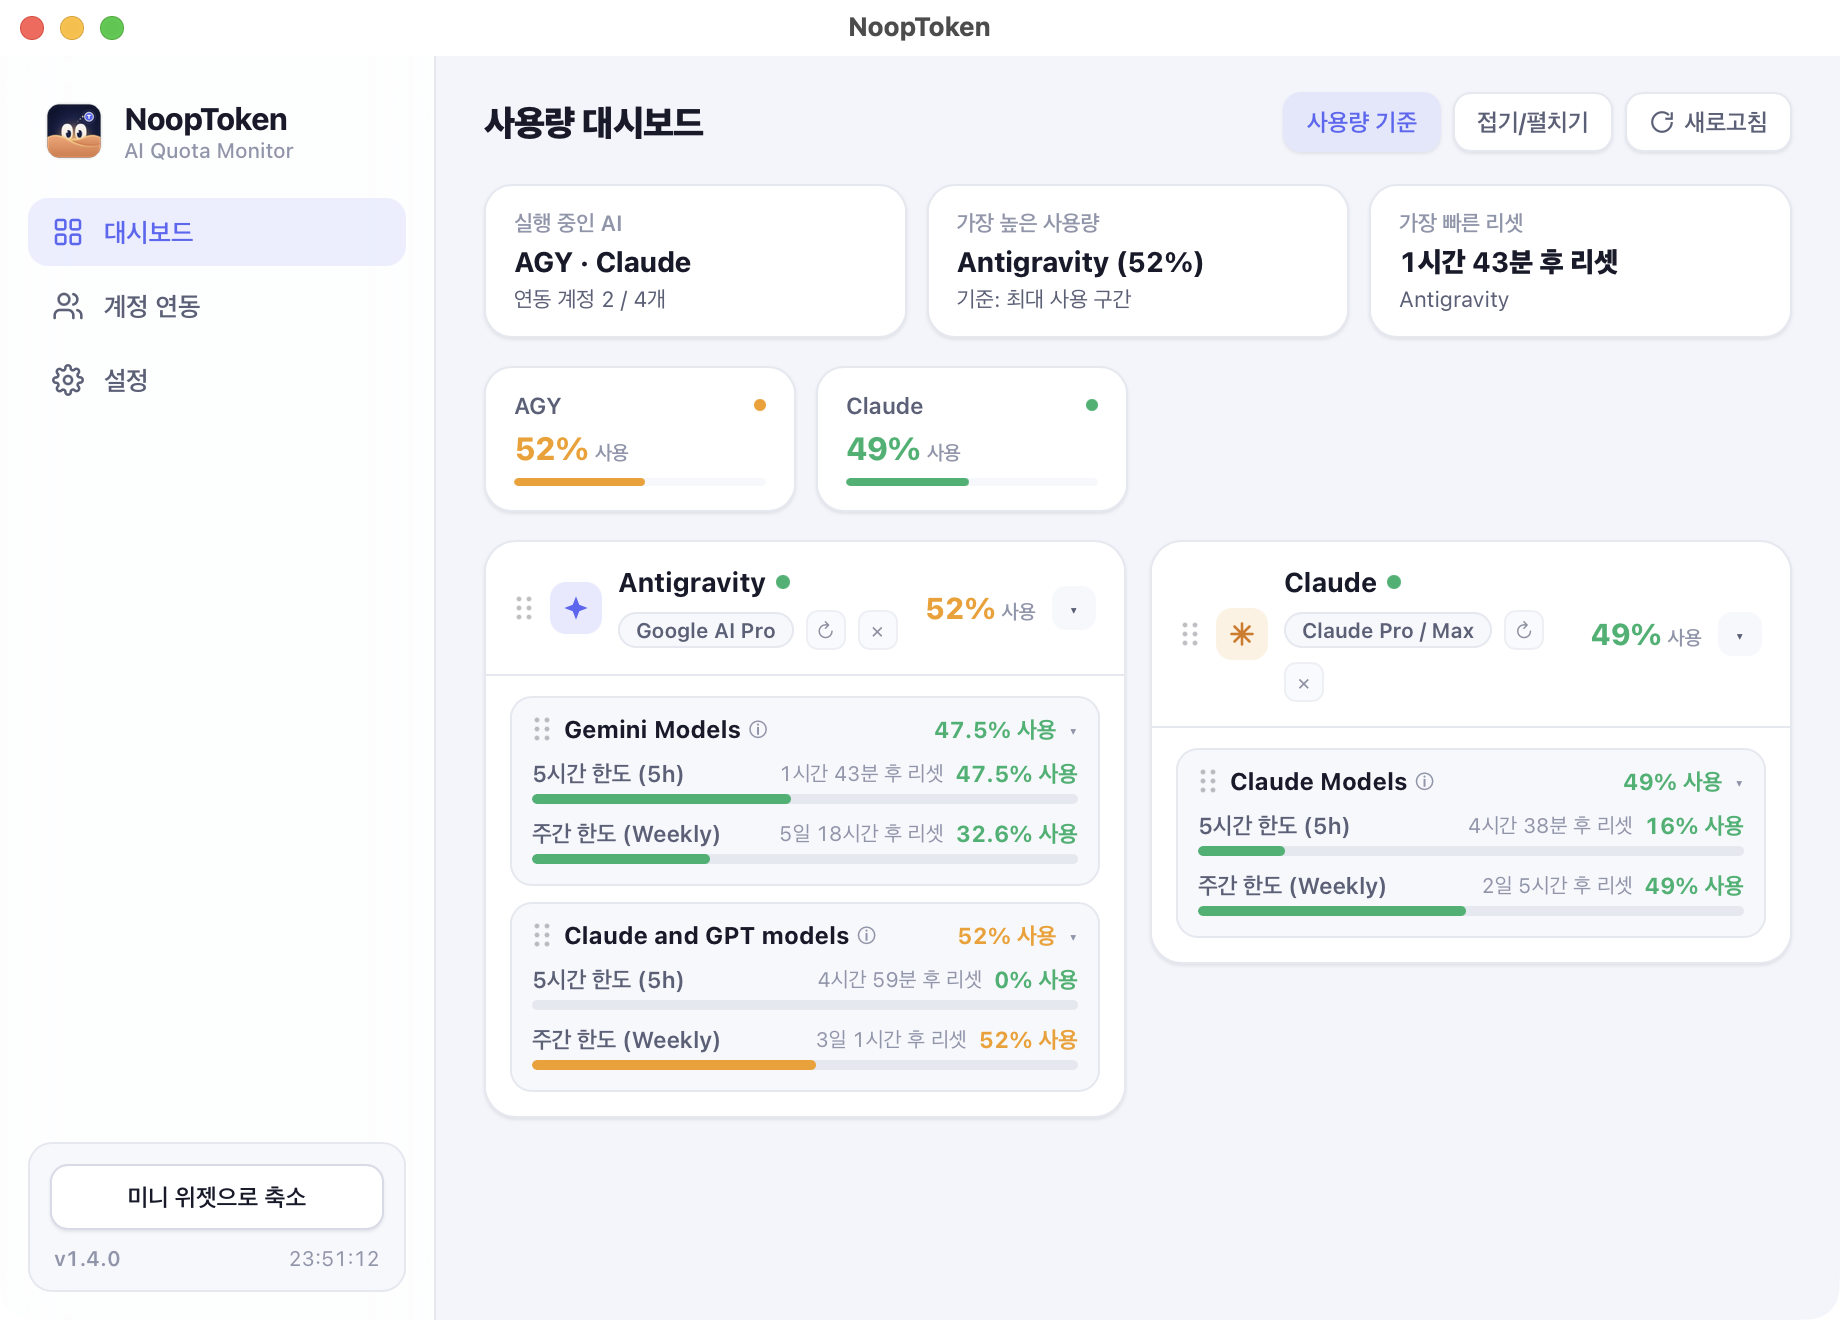 NoopToken
NoopToken
AI Quota Monitor
대시보드
계정 연동
설정
미니 위젯으로 축소
v1.4.0 23:51:12
사용량 대시보드
사용량 기준 접기/펼치기 새로고침
실행 중인 AI
AGY · Claude
연동 계정 2 / 4개
가장 높은 사용량
Antigravity (52%)
기준: 최대 사용 구간
가장 빠른 리셋
1시간 43분 후 리셋
Antigravity
AGY
52% 사용
Claude
49% 사용
Antigravity
Google AI Pro
52% 사용
Gemini Models 47.5% 사용
5시간 한도 (5h) 1시간 43분 후 리셋 47.5% 사용
주간 한도 (Weekly) 5일 18시간 후 리셋 32.6% 사용
Claude and GPT models 52% 사용
5시간 한도 (5h) 4시간 59분 후 리셋 0% 사용
주간 한도 (Weekly) 3일 1시간 후 리셋 52% 사용
Claude
Claude Pro / Max
49% 사용
Claude Models 49% 사용
5시간 한도 (5h) 4시간 38분 후 리셋 16% 사용
주간 한도 (Weekly) 2일 5시간 후 리셋 49% 사용